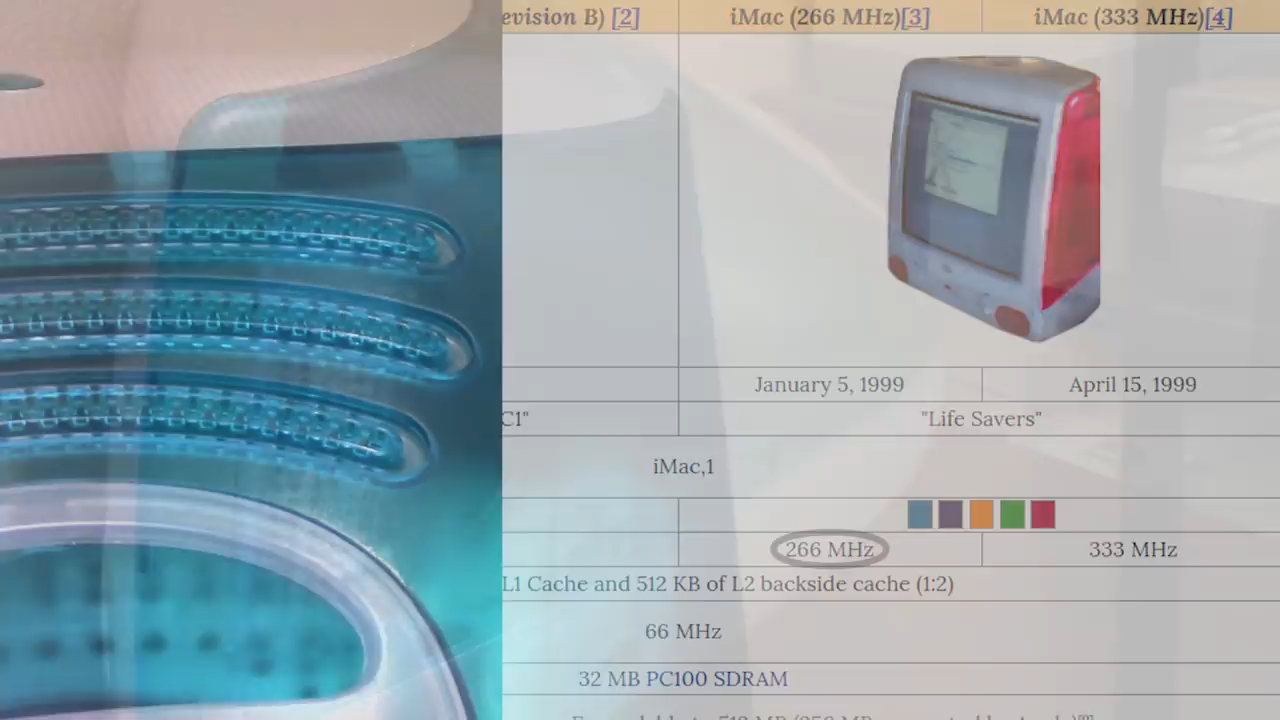 evision B) [2] iMac (266 MHz)[3] iMac (333 MHz)[4]
January 5, 1999 April 15, 1999
C1" "Life Savers"
iMac,1
266 MHz 333 MHz
L1 Cache and 512 KB of L2 backside cache (1:2)
66 MHz
32 MB PC100 SDRAM